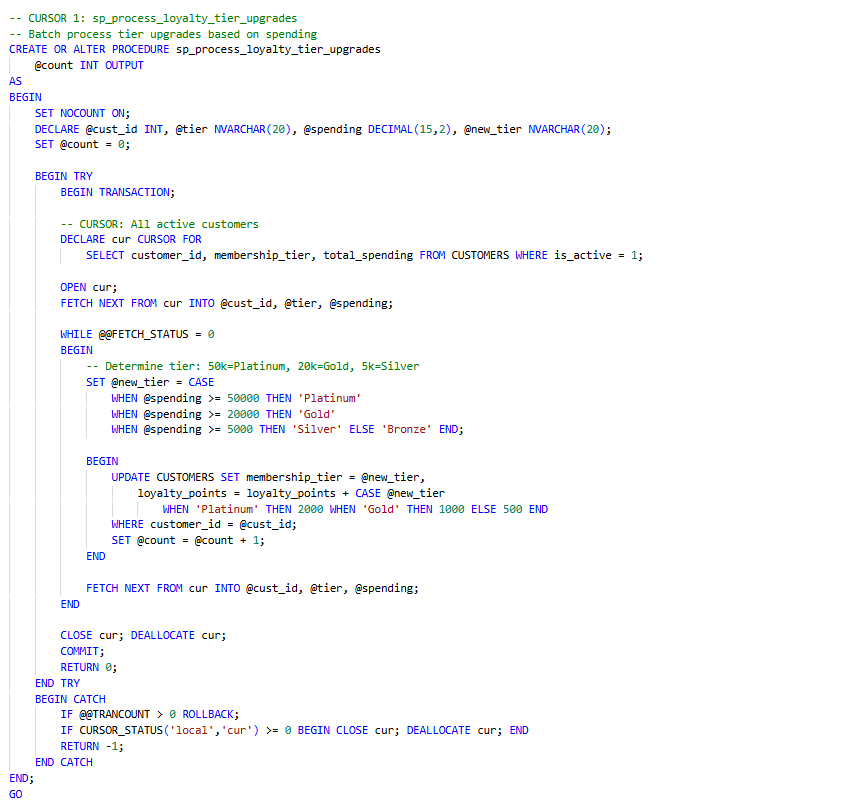 -- CURSOR 1: sp_process_loyalty_tier_upgrades
-- Batch process tier upgrades based on spending
CREATE OR ALTER PROCEDURE sp_process_loyalty_tier_upgrades
    @count INT OUTPUT
AS
BEGIN
    SET NOCOUNT ON;
    DECLARE @cust_id INT, @tier NVARCHAR(20), @spending DECIMAL(15,2), @new_tier NVARCHAR(20);
    SET @count = 0;

    BEGIN TRY
        BEGIN TRANSACTION;

        -- CURSOR: All active customers
        DECLARE cur CURSOR FOR
            SELECT customer_id, membership_tier, total_spending FROM CUSTOMERS WHERE is_active = 1;

        OPEN cur;
        FETCH NEXT FROM cur INTO @cust_id, @tier, @spending;

        WHILE @@FETCH_STATUS = 0
        BEGIN
            -- Determine tier: 50k=Platinum, 20k=Gold, 5k=Silver
            SET @new_tier = CASE
                WHEN @spending >= 50000 THEN 'Platinum'
                WHEN @spending >= 20000 THEN 'Gold'
                WHEN @spending >= 5000 THEN 'Silver' ELSE 'Bronze' END;

            BEGIN
                UPDATE CUSTOMERS SET membership_tier = @new_tier,
                    loyalty_points = loyalty_points + CASE @new_tier
                        WHEN 'Platinum' THEN 2000 WHEN 'Gold' THEN 1000 ELSE 500 END
                WHERE customer_id = @cust_id;
                SET @count = @count + 1;
            END

            FETCH NEXT FROM cur INTO @cust_id, @tier, @spending;
        END

        CLOSE cur; DEALLOCATE cur;
        COMMIT;
        RETURN 0;
    END TRY
    BEGIN CATCH
        IF @@TRANCOUNT > 0 ROLLBACK;
        IF CURSOR_STATUS('local','cur') >= 0 BEGIN CLOSE cur; DEALLOCATE cur; END
        RETURN -1;
    END CATCH
END;
GO